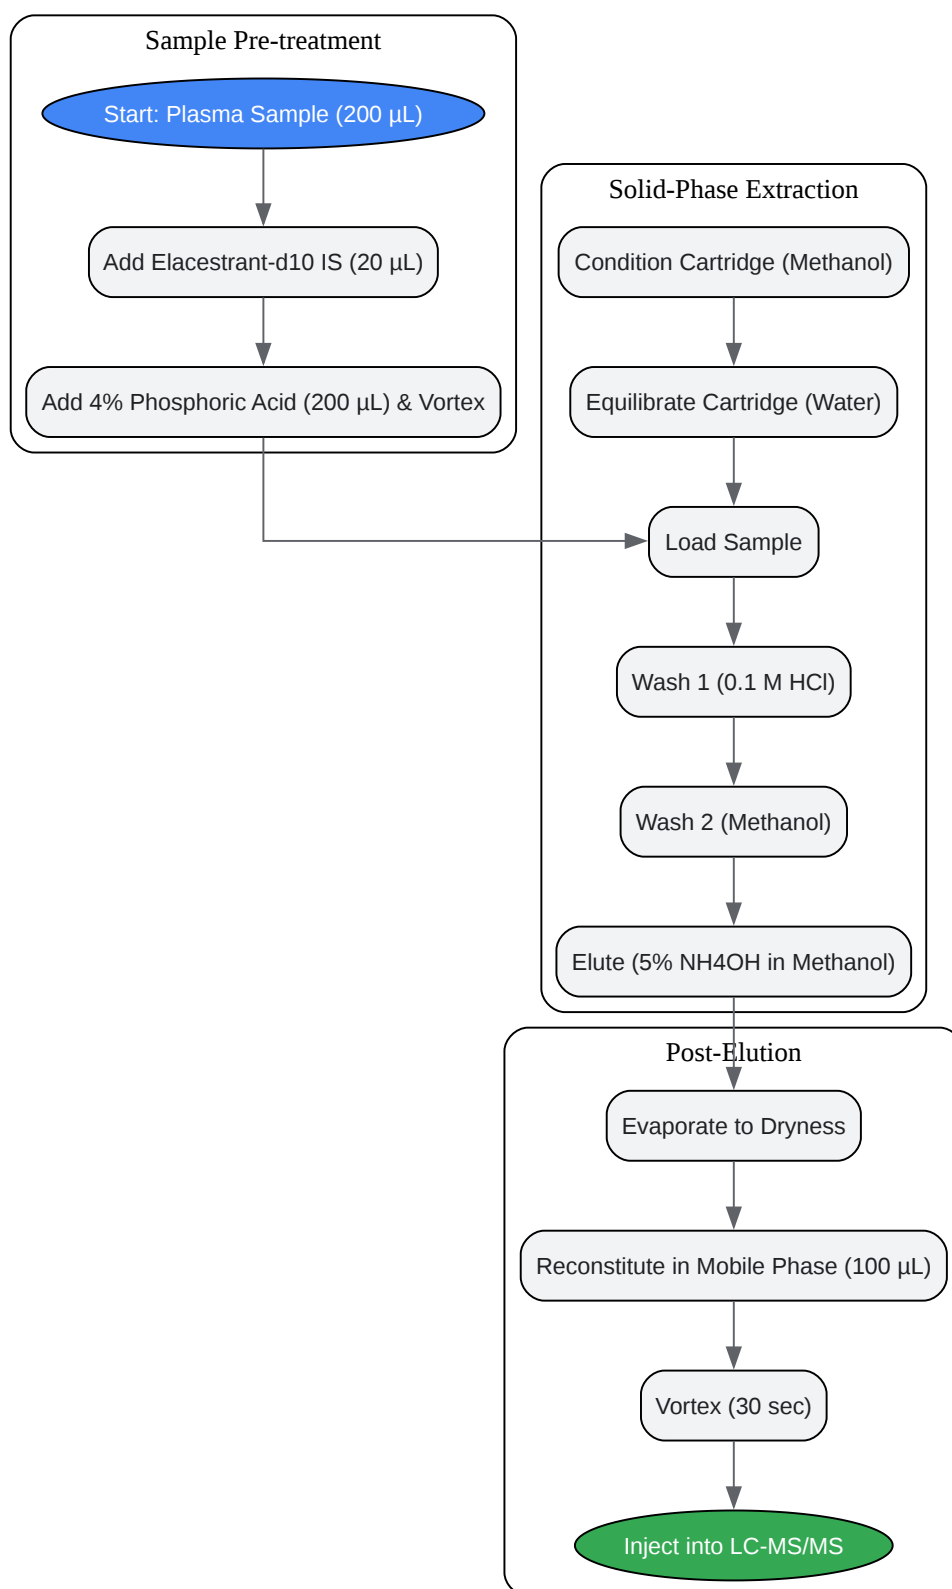 Sample Pre-treatment
Start: Plasma Sample (200 µL)
Add Elacestrant-d10 IS (20 µL)
Add 4% Phosphoric Acid (200 µL) & Vortex
Solid-Phase Extraction
Condition Cartridge (Methanol)
Equilibrate Cartridge (Water)
Load Sample
Wash 1 (0.1 M HCl)
Wash 2 (Methanol)
Elute (5% NH4OH in Methanol)
Post-Elution
Evaporate to Dryness
Reconstitute in Mobile Phase (100 µL)
Vortex (30 sec)
Inject into LC-MS/MS